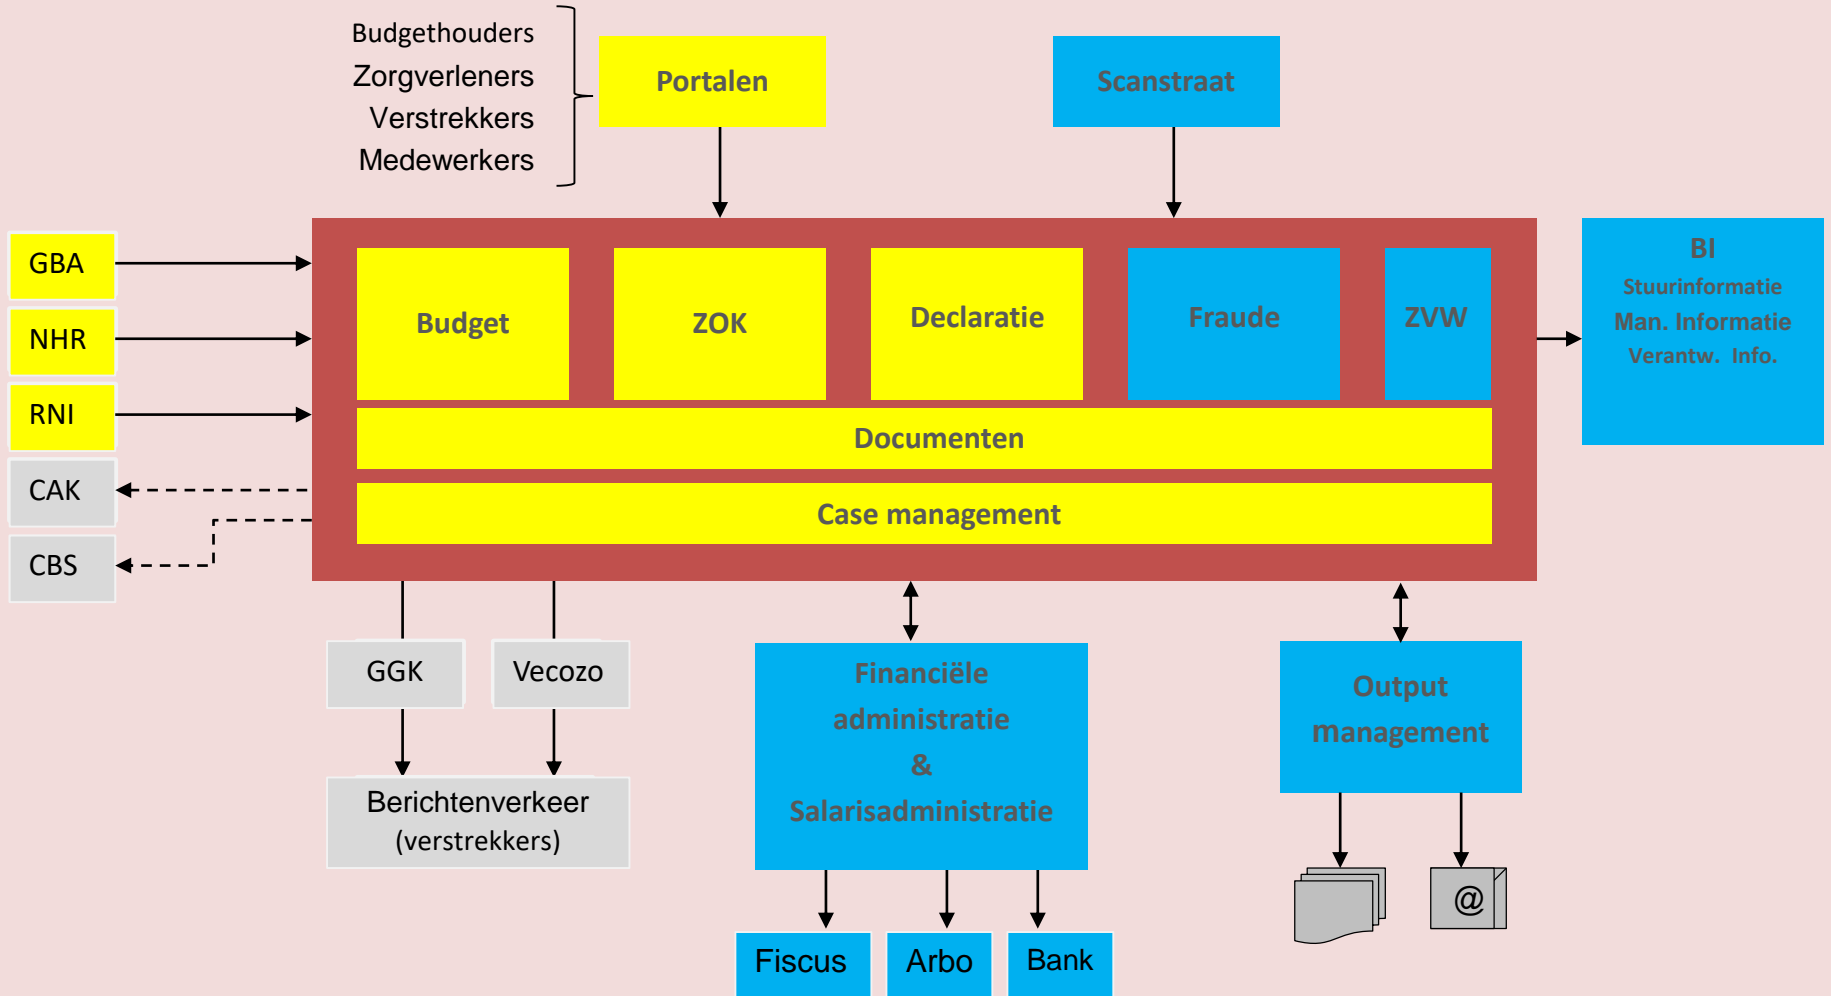 Budgethouders
Zorgverleners
Verstrekkers
Medewerkers
Portalen
Scanstraat
GBA
NHR
RNI
CAK
CBS
Budget
ZOK
Declaratie
Fraude
ZVW
Documenten
Case management
BI
Stuurinformatie
Man. Informatie
Verantw. Info.
GGK
Vecozo
Berichtenverkeer
(verstrekkers)
Financiële
administratie
&
Salarisadministratie
Output
management
@
Fiscus
Arbo
Bank